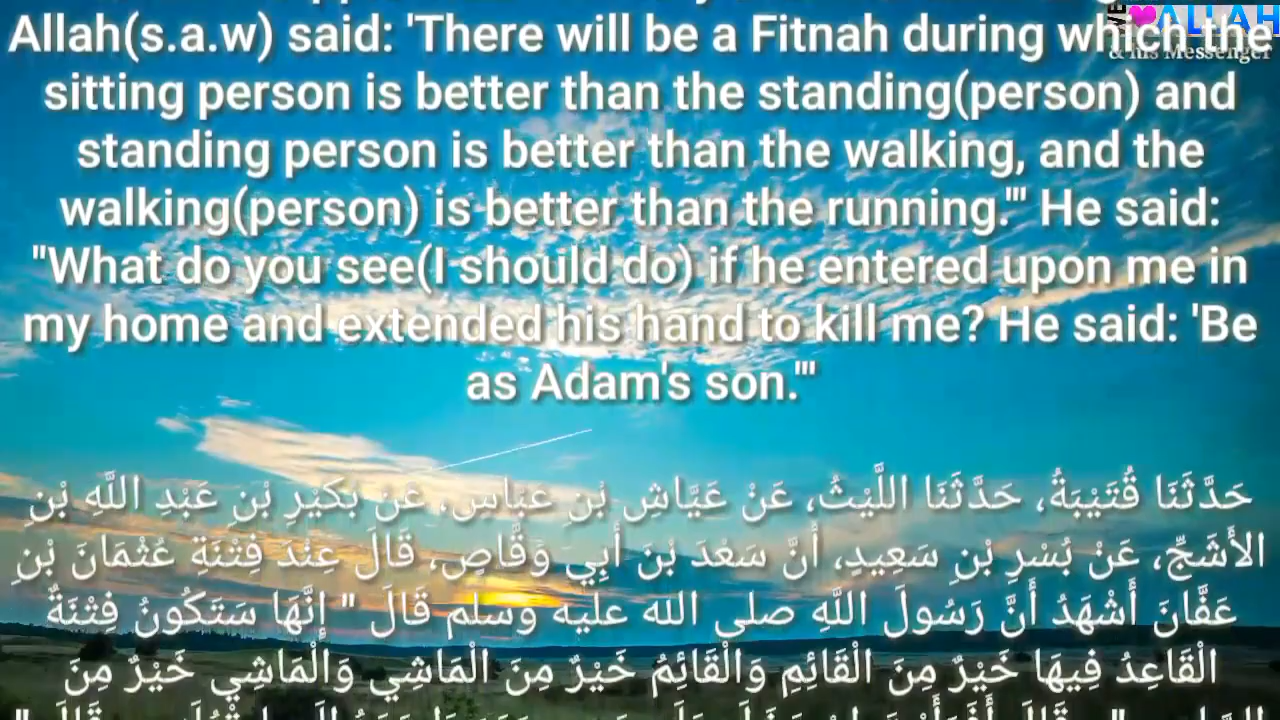 ALLAH
& his Messenger
Allah(s.a.w) said: 'There will be a Fitnah during which the
sitting person is better than the standing(person) and
standing person is better than the walking, and the
walking(person) is better than the running."' He said:
"What do you see(I should do) if he entered upon me in
my home and extended his hand to kill me? He said: 'Be
as Adam's son."'
حَدَّثَنَا قُتَيْبَةُ، حَدَّثَنَا اللَّيْثُ، عَنْ عَيَّاشِ بْنِ عَبَّاسٍ، عَنْ بُكَيْرِ بْنِ عَبْدِ اللَّهِ بْنِ
الأَشَجِّ، عَنْ بُسْرِ بْنِ سَعِيدٍ، أَنَّ سَعْدَ بْنَ أَبِي وَقَّاصٍ، قَالَ عِنْدَ فِتْنَةِ عُثْمَانَ بْنِ
عَفَّانَ أَشْهَدُ أَنَّ رَسُولَ اللَّهِ صلى الله عليه وسلم قَالَ " إِنَّهَا سَتَكُونُ فِتْنَةٌ
الْقَاعِدُ فِيهَا خَيْرٌ مِنَ الْقَائِمِ وَالْقَائِمُ خَيْرٌ مِنَ الْمَاشِي وَالْمَاشِي خَيْرٌ مِنَ